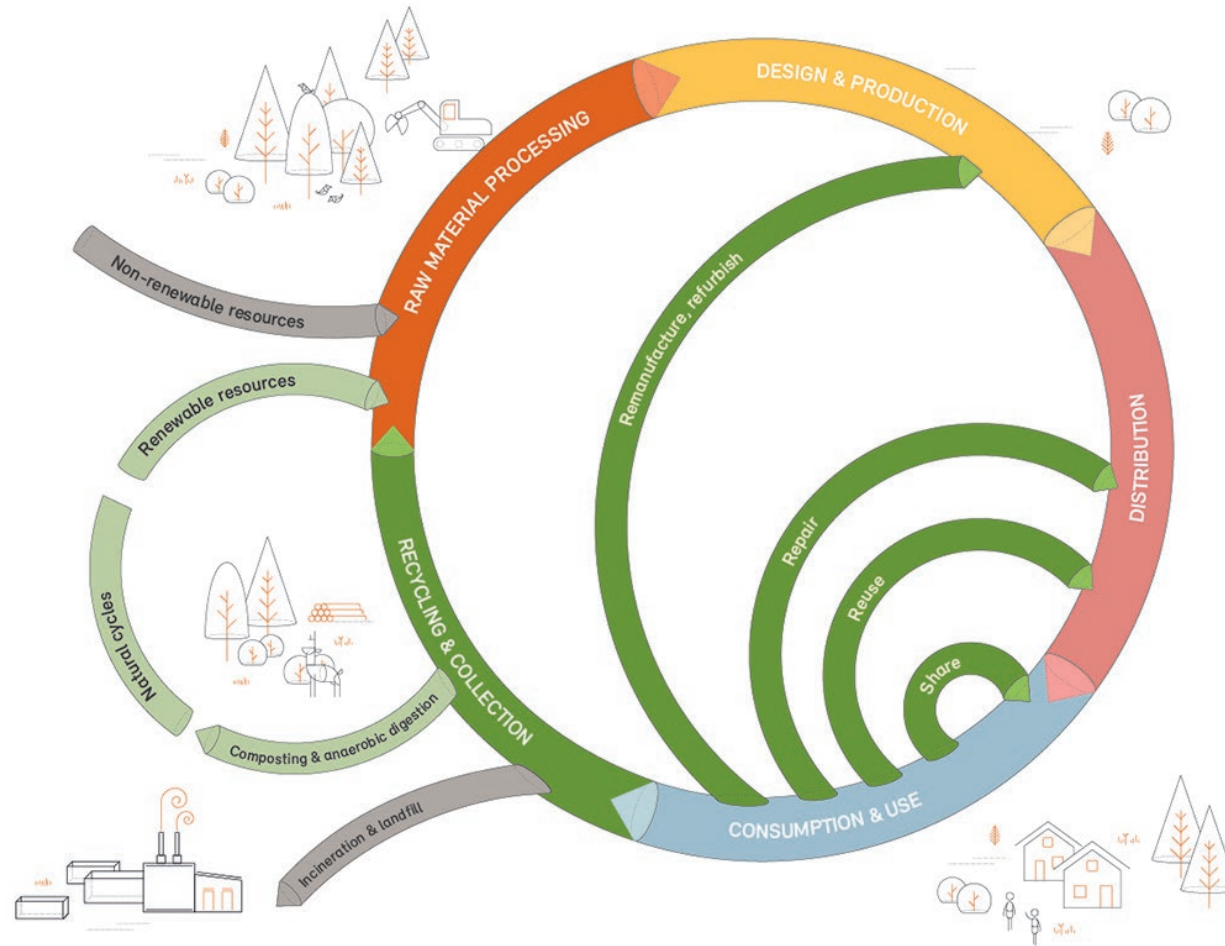 DESIGN & PRODUCTION
RAW MATERIAL PROCESSING
Non-renewable resources
Remanufacture, refurbish
Renewable resources
DISTRIBUTION
Repair
RECYCLING & COLLECTION
Reuse
Natural cycles
Share
Composting & anaerobic digestion
CONSUMPTION & USE
Incineration & landfill